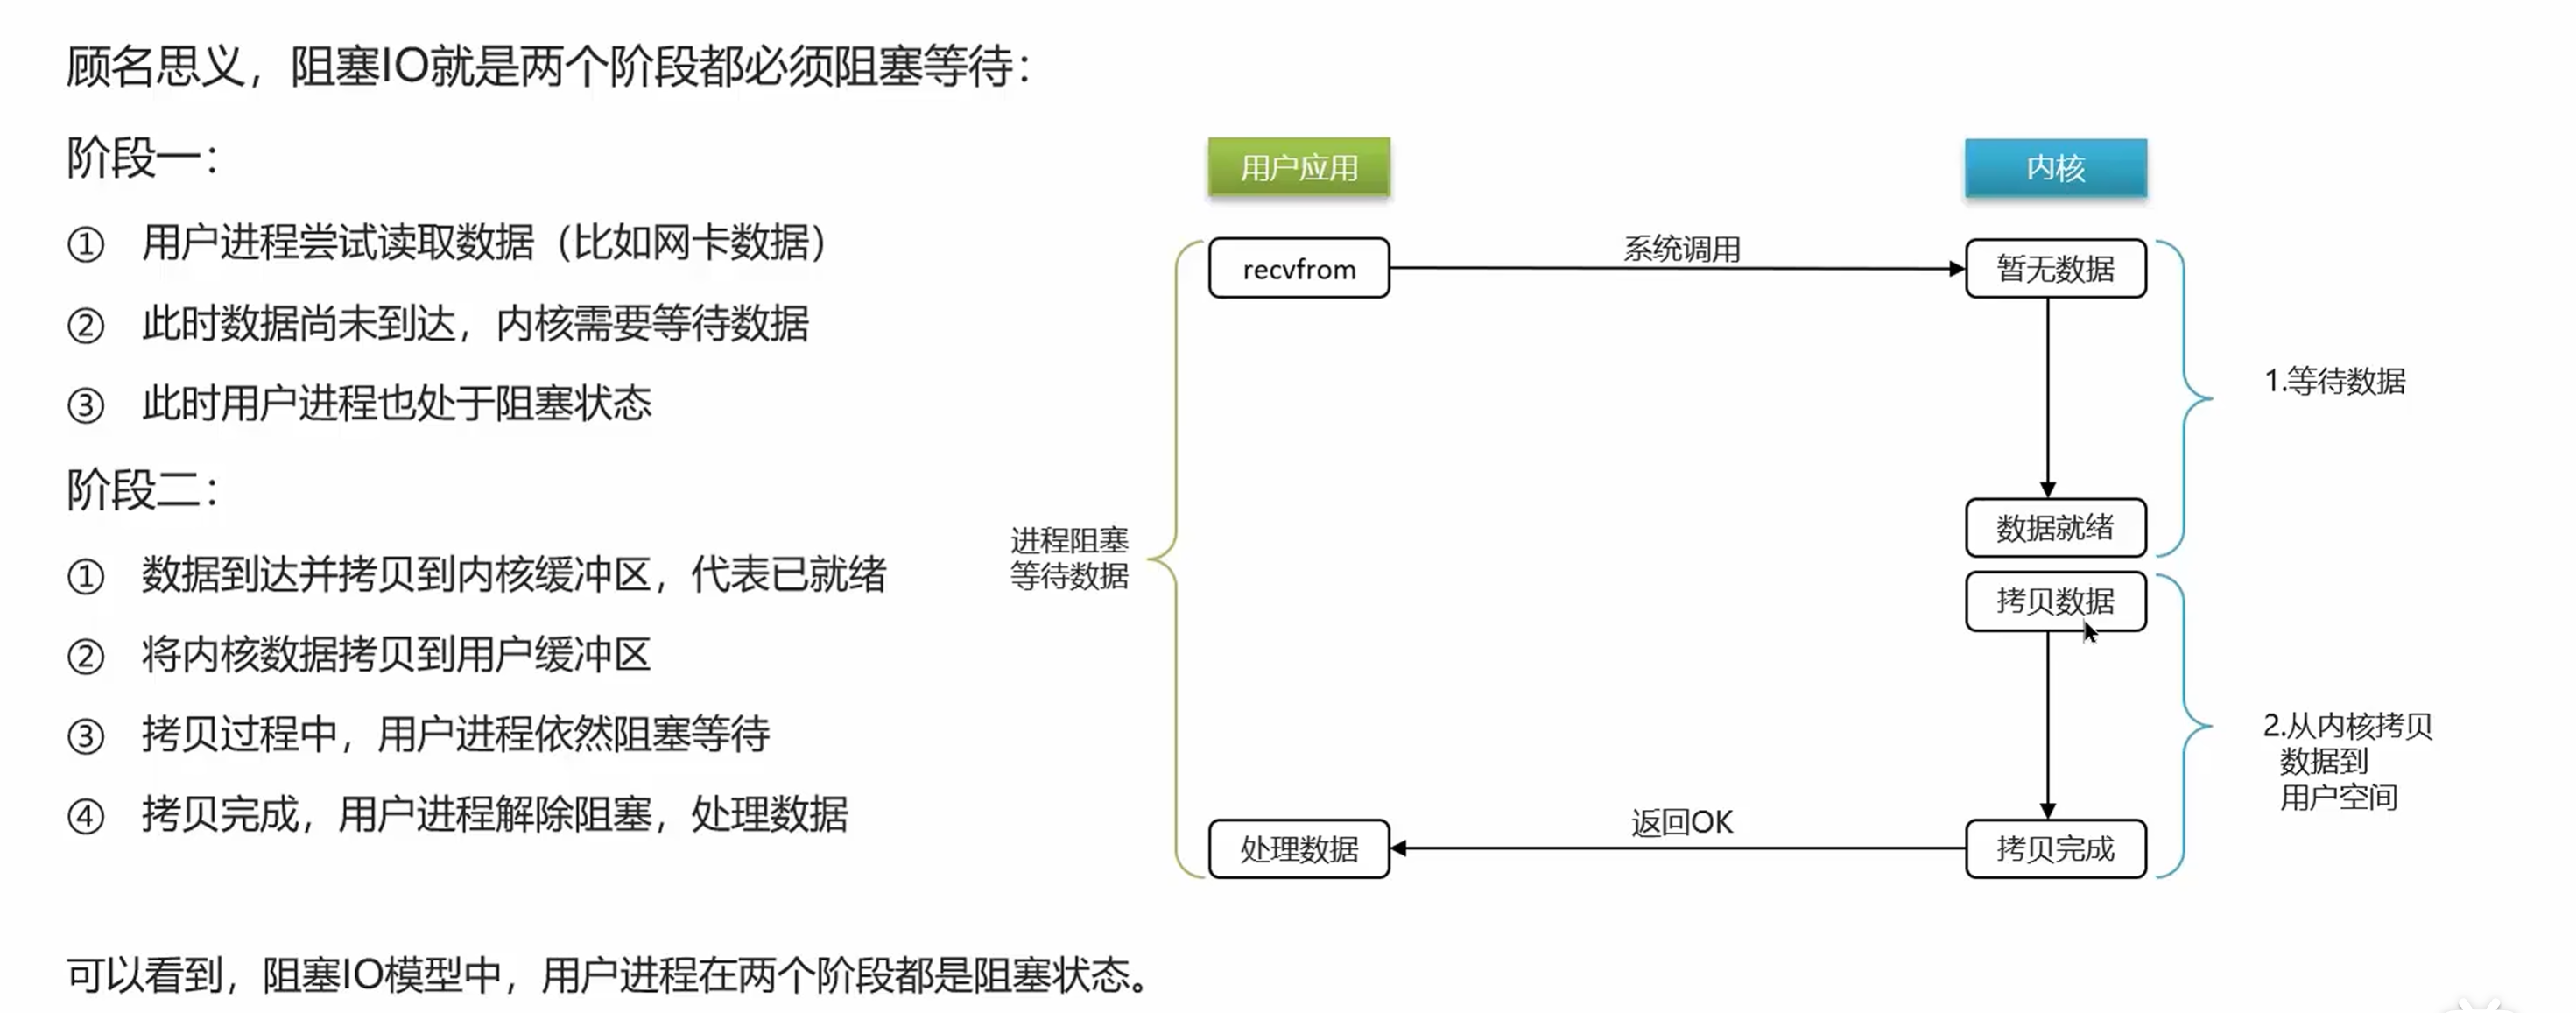 顾名思义，阻塞IO就是两个阶段都必须阻塞等待：
阶段一：
① 用户进程尝试读取数据（比如网卡数据）
② 此时数据尚未到达，内核需要等待数据
③ 此时用户进程也处于阻塞状态
阶段二：
① 数据到达并拷贝到内核缓冲区，代表已就绪
② 将内核数据拷贝到用户缓冲区
③ 拷贝过程中，用户进程依然阻塞等待
④ 拷贝完成，用户进程解除阻塞，处理数据
可以看到，阻塞IO模型中，用户进程在两个阶段都是阻塞状态。
用户应用
内核
recvfrom
系统调用
暂无数据
1.等待数据
数据就绪
进程阻塞
等待数据
拷贝数据
2.从内核拷贝
数据到
用户空间
处理数据
返回OK
拷贝完成